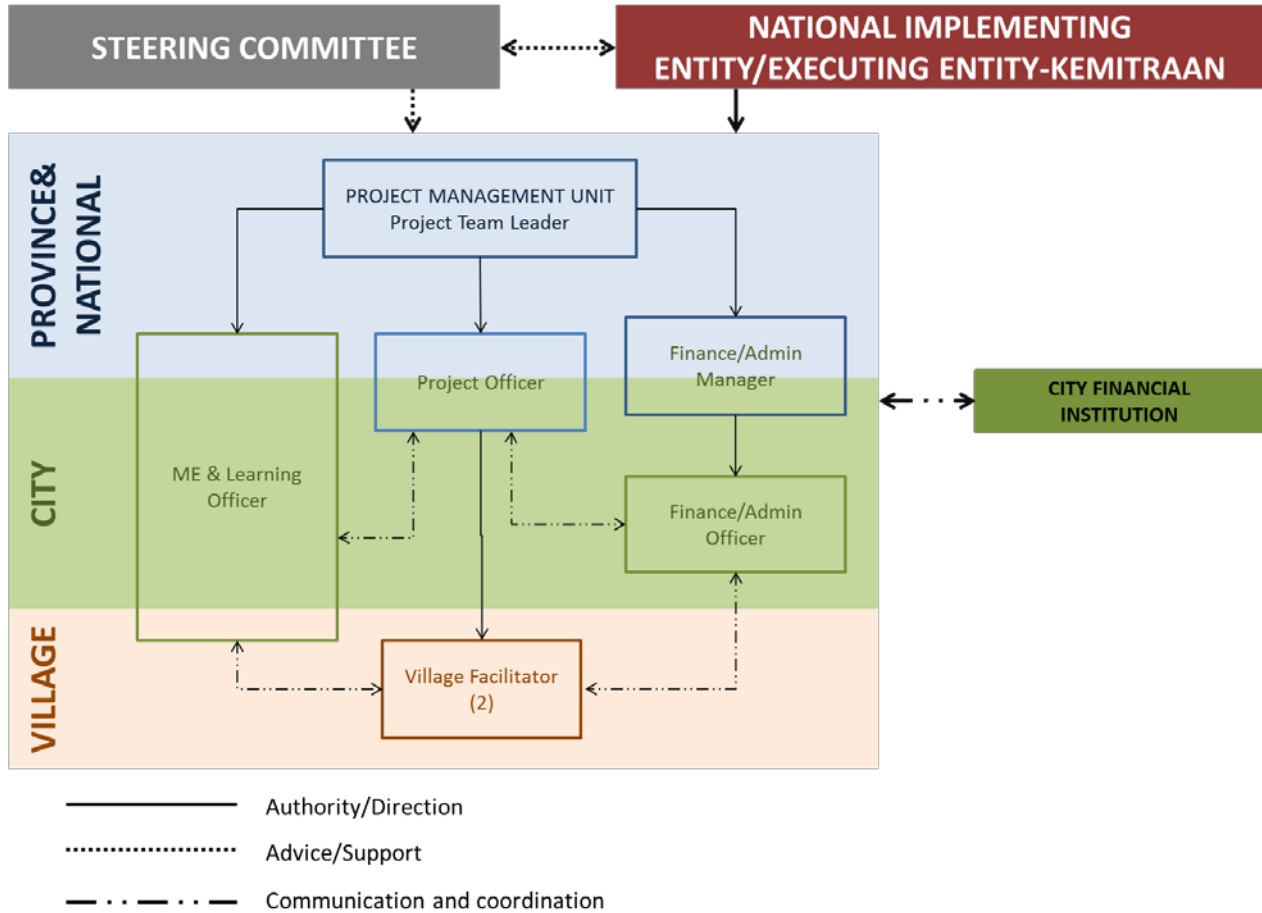 STEERING COMMITTEE
NATIONAL IMPLEMENTING
ENTITY/EXECUTING ENTITY-KEMITRAAN
PROVINCE&
NATIONAL
PROJECT MANAGEMENT UNIT
Project Team Leader
Project Officer
Finance/Admin
Manager
CITY FINANCIAL
INSTITUTION
CITY
ME & Learning
Officer
Finance/Admin
Officer
VILLAGE
Village Facilitator
(2)
Authority/Direction
Advice/Support
Communication and coordination